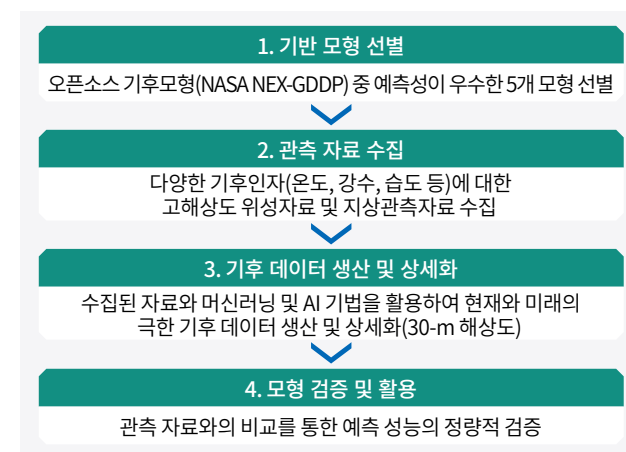 1. 기반 모형 선별
오픈소스 기후모형(NASA NEX-GDDP) 중 예측성이 우수한 5개 모형 선별
2. 관측 자료 수집
다양한 기후인자(온도, 강수, 습도 등)에 대한
고해상도 위성자료 및 지상관측자료 수집
3. 기후 데이터 생산 및 상세화
수집된 자료와 머신러닝 및 AI 기법을 활용하여 현재와 미래의
극한 기후 데이터 생산 및 상세화(30-m 해상도)
4. 모형 검증 및 활용
관측 자료와의 비교를 통한 예측 성능의 정량적 검증